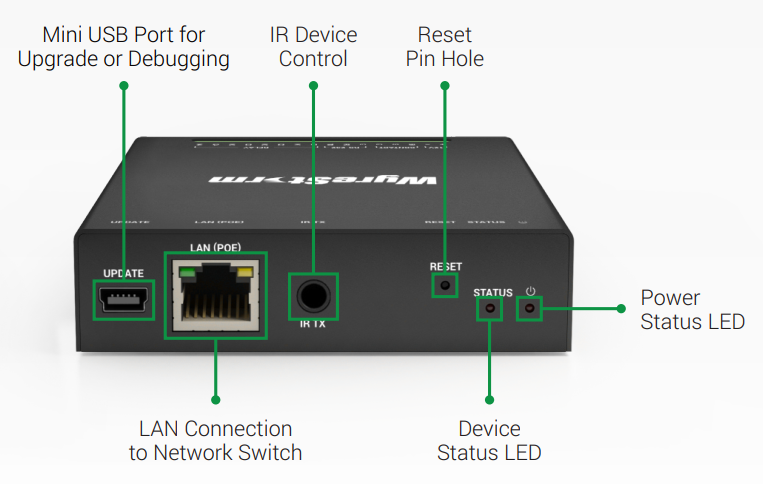 Mini USB Port for
Upgrade or Debugging
IR Device
Control
Reset
Pin Hole
WyreStorm
UPDATE
LAN (POE)
IR TX
RESET
STATUS
LAN (POE)
UPDATE
RESET
STATUS
IR TX
Power
Status LED
LAN Connection
to Network Switch
Device
Status LED